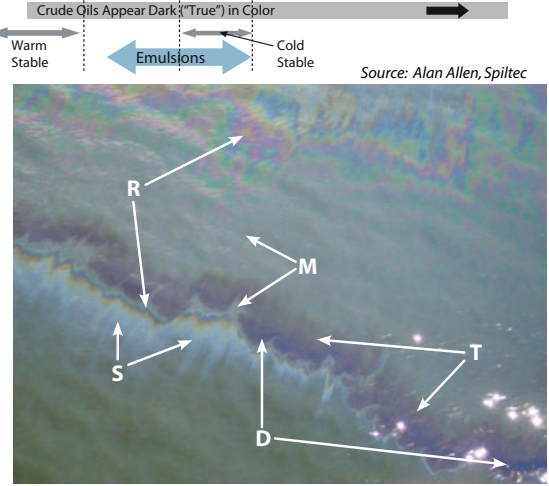 Crude Oils Appear Dark (“True”) in Color
Warm
Stable
Emulsions
Cold
Stable
Source: Alan Allen, Spiltec
R
M
S
T
D